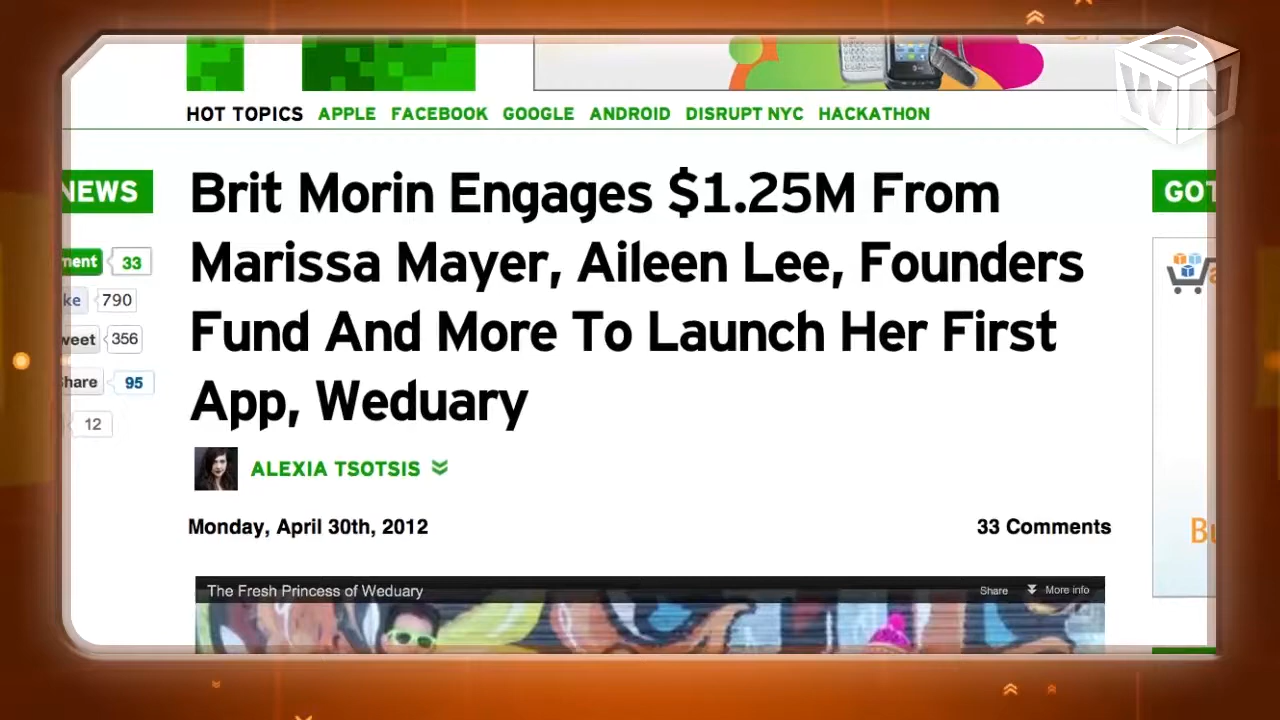 HOT TOPICS APPLE FACEBOOK GOOGLE ANDROID DISRUPT NYC HACKATHON
NEWS
Brit Morin Engages $1.25M From
Marissa Mayer, Aileen Lee, Founders
Fund And More To Launch Her First
App, Weduary
ment 33
ke 790
weet 356
Share 95
12
ALEXIA TSOTSIS
Monday, April 30th, 2012
33 Comments
The Fresh Princess of Weduary
Share More info
GOT
a
Bu
WN